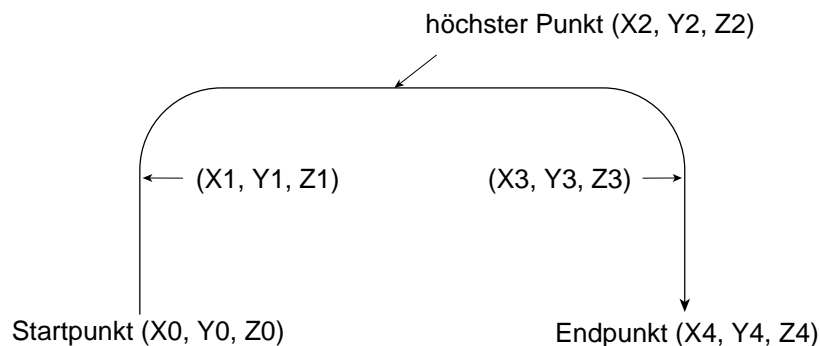 höchster Punkt (X2, Y2, Z2)
(X1, Y1, Z1)
(X3, Y3, Z3)
Startpunkt (X0, Y0, Z0)
Endpunkt (X4, Y4, Z4)